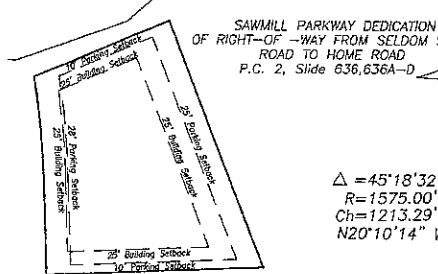 SAWMILL PARKWAY DEDICATION
OF RIGHT-OF -WAY FROM SELDOM
ROAD TO HOME ROAD
P.C. 2, Slide 636,636A-D
10' Parking Setback
25' Building Setback
25' Parking Setback
25' Building Setback
25' Building Setback
Parking Setback
25' Building Setback
10' Parking Setback
Δ =45°18'32
R=1575.00'
Ch=1213.29'
N20°10'14" W